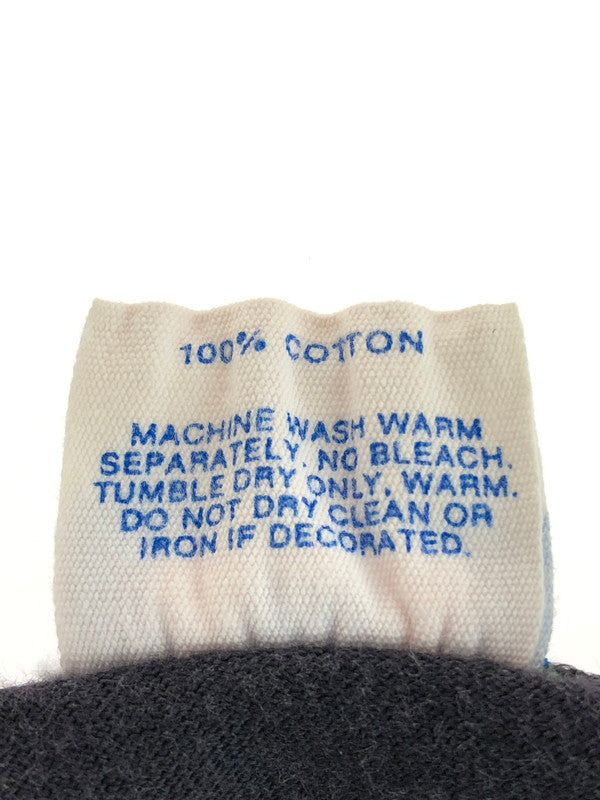 100% COTTON
MACHINE WASH WARM
SEPARATELY. NO BLEACH.
TUMBLE DRY ONLY, WARM.
DO NOT DRY CLEAN OR
IRON IF DECORATED.